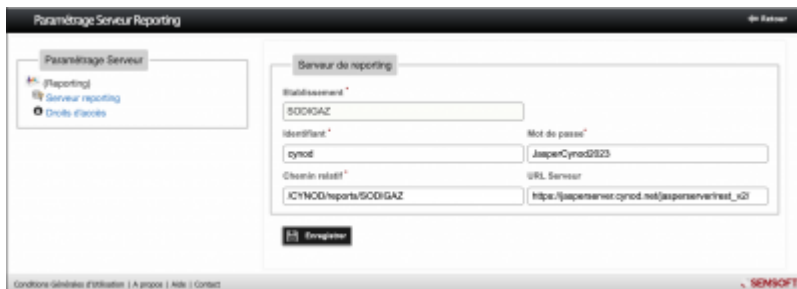 Paramétrage Serveur Reporting
Retour
Paramétrage Serveur
(Reporting)
Serveur reporting
Droits d'accès
Serveur de reporting
Etablissement *
SODIGAZ
Identifiant *
Mot de passe *
cynod
JasperCynod2023
Chemin relatif *
URL Serveur
/CYNOD/reports/SODIGAZ
https://jasperserver.cynod.net/jasperserver/rest_v2/
Enregistrer
Conditions Générales d'Utilisation | A propos | Aide | Contact
SEMSOFT